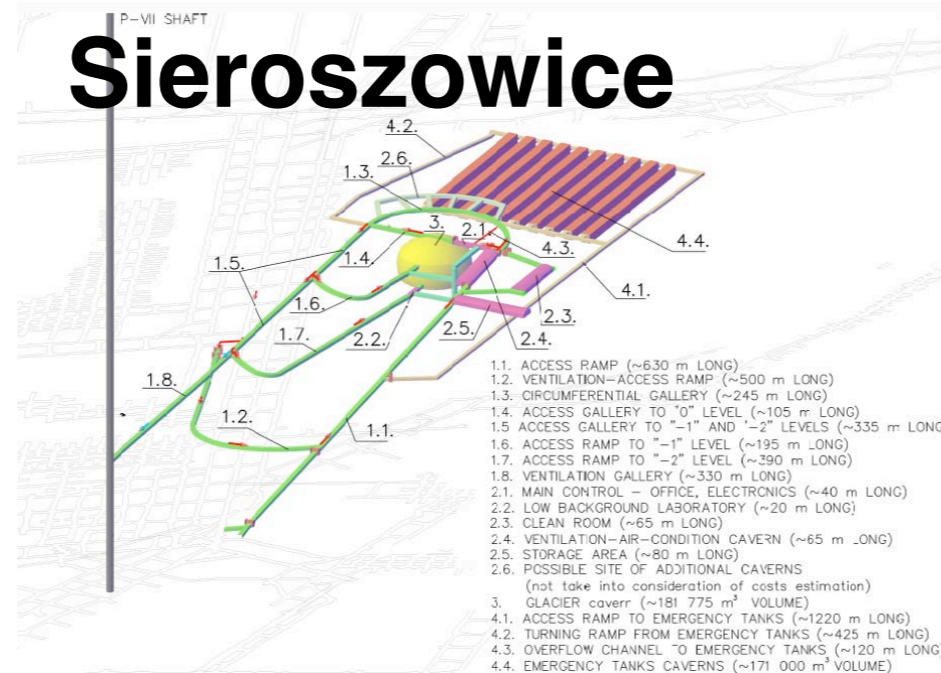 P-VII SHAFT
Sieroszowice
4.2.
2.6.
1.3.
3.
2.1.
4.3.
4.4.
1.4.
1.5.
4.1.
1.6.
2.3.
2.2.
2.5.
2.4.
1.7.
1.8.
1.2.
1.1.
1.1. ACCESS RAMP (~630 m LONG)
1.2. VENTILATION-ACCESS RAMP (~500 m LONG)
1.3. CIRCUMFERENTIAL GALLERY (~245 m LONG)
1.4. ACCESS GALLERY TO "0" LEVEL (~105 m LONG)
1.5 ACCESS GALLERY TO "-1" AND '-2" LEVELS (~335 m LONG
1.6. ACCESS RAMP TO "-1" LEVEL (~195 m LONG)
1.7. ACCESS RAMP TO "-2" LEVEL (~390 m LONG)
1.8. VENTILATION GALLERY (~330 m LONG)
2.1. MAIN CONTROL - OFFICE, ELECTRCNICS (~40 m LONG)
2.2. LOW BACKGROUND LABORATORY (~20 m LONG)
2.3. CLEAN ROOM (~65 m LONG)
2.4. VENTILATION-AIR-CONDITION CAVERN (~65 m LONG)
2.5. STORAGE AREA (~80 m LONG)
2.6. POSSIBLE SITE OF ADDITIONAL CAVERNS
(not take into consideration of costs estimation)
3. GLACIER cavern (~181 775 m³ VOLUME)
4.1. ACCESS RAMP TO EMERGENCY TANKS (~1220 m LONG)
4.2. TURNING RAMP FROM EMERGENCY TANKS (~425 m LONG)
4.3. OVERFLOW CHANNEL TO EMERGENCY TANKS (~120 m LONG)
4.4. EMERGENCY TANKS CAVERNS (~171 000 m³ VOLUME)